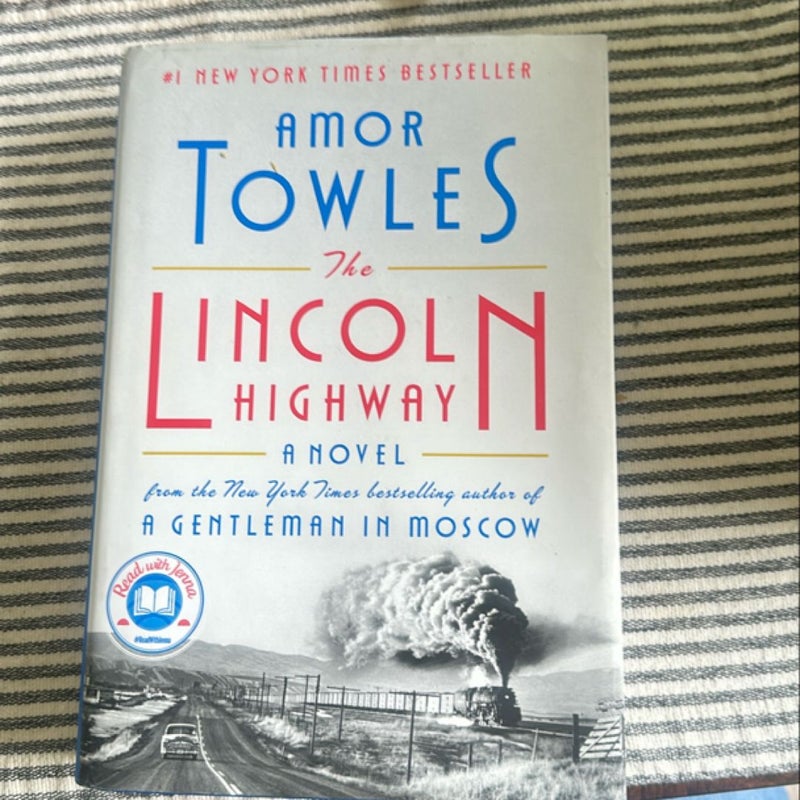 #1 NEW YORK TIMES BESTSELLER
AMOR
TOWLES
The
LINCOLN
HIGHWAY
A NOVEL
from the New York Times bestselling author of
A GENTLEMAN IN MOSCOW
Read with Jenna
#ReadWithJenna